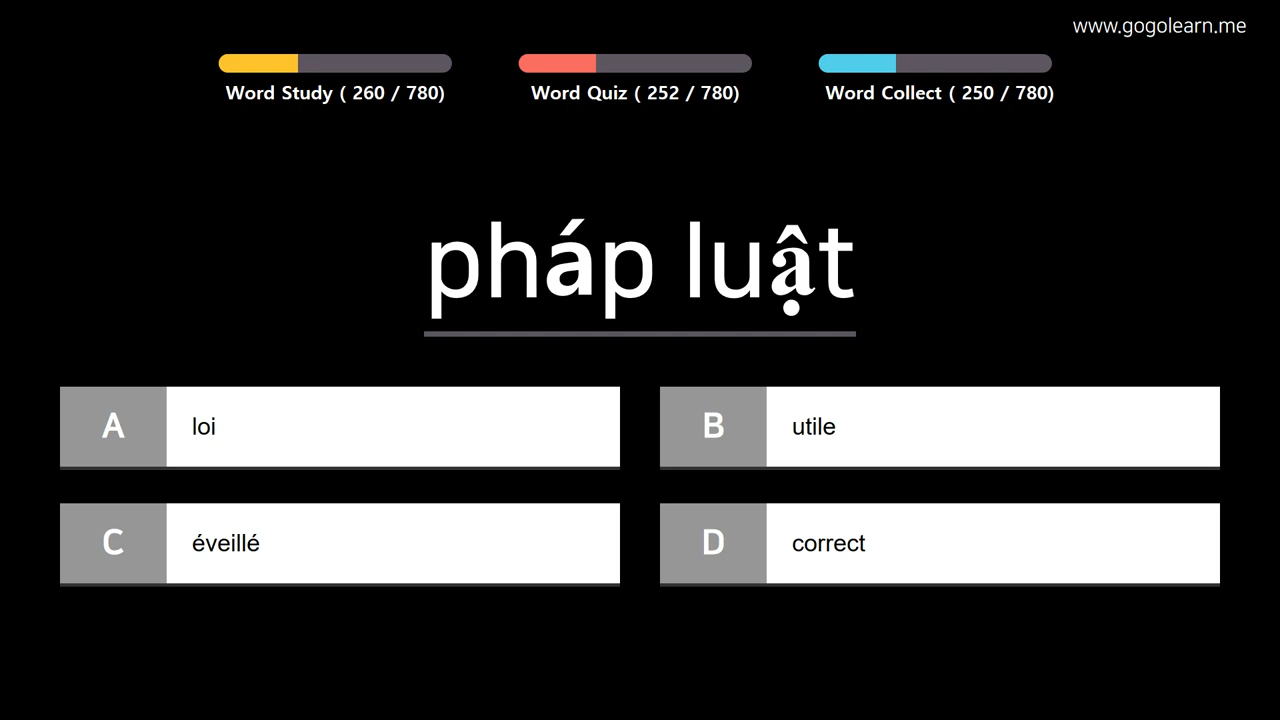 www.gogolearn.me
Word Study ( 260 / 780)
Word Quiz ( 252 / 780)
Word Collect ( 250 / 780)
pháp luật
A loi
B utile
C éveillé
D correct